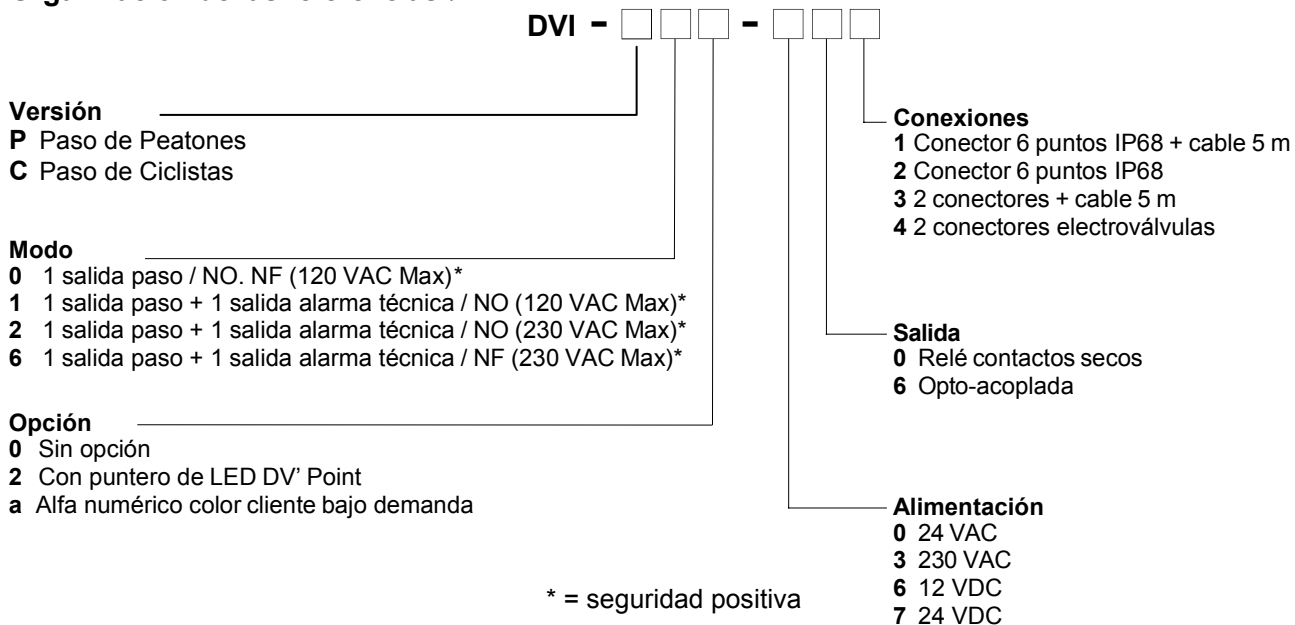 DVI - -
Versión
P Paso de Peatones
C Paso de Ciclistas
Modo
0 1 salida paso / NO. NF (120 VAC Max)*
1 1 salida paso + 1 salida alarma técnica / NO (120 VAC Max)*
2 1 salida paso + 1 salida alarma técnica / NO (230 VAC Max)*
6 1 salida paso + 1 salida alarma técnica / NF (230 VAC Max)*
Opción
0 Sin opción
2 Con puntero de LED DV' Point
a Alfa numérico color cliente bajo demanda
Conexiones
1 Conector 6 puntos IP68 + cable 5 m
2 Conector 6 puntos IP68
3 2 conectores + cable 5 m
4 2 conectores electroválvulas
Salida
0 Relé contactos secos
6 Opto-acoplada
Alimentación
0 24 VAC
3 230 VAC
6 12 VDC
7 24 VDC
* = seguridad positiva